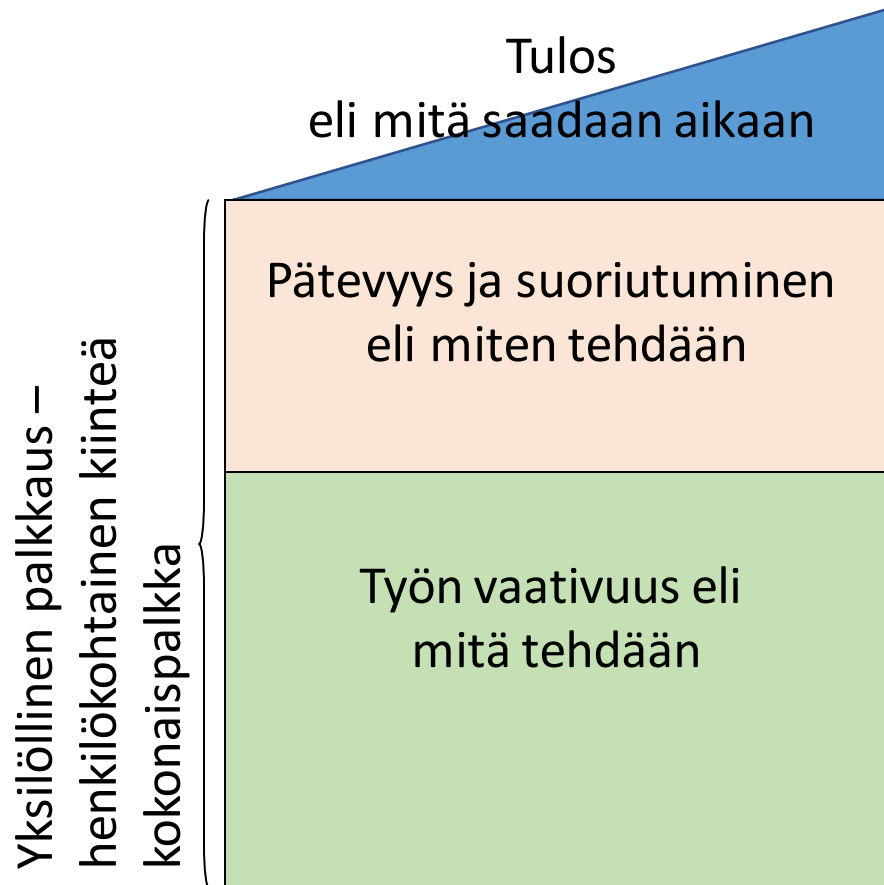 Tulos
eli mitä saadaan aikaan
Pätevyys ja suoriutuminen
eli miten tehdään
Työn vaativuus eli
mitä tehdään
Yksilöllinen palkkaus –
henkilökohtainen kiinteä
kokonaispalkka